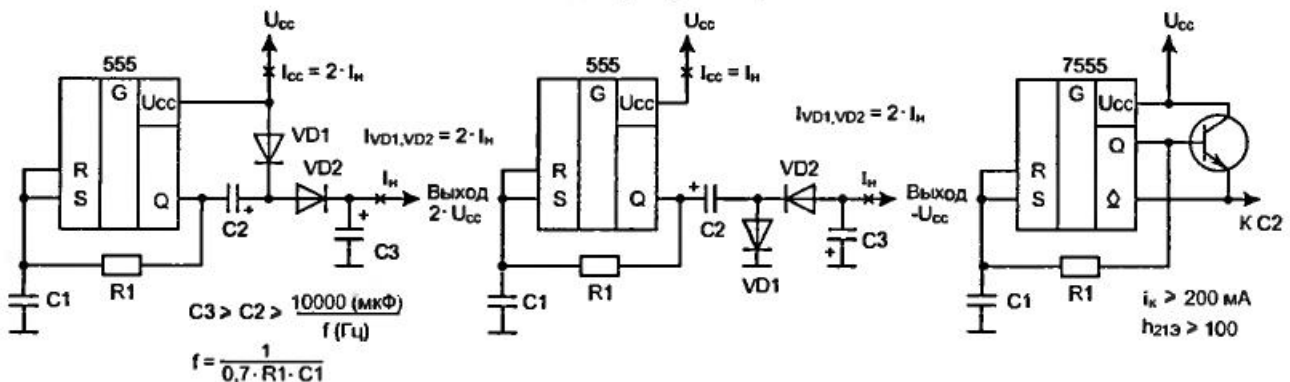 Ucc
Icc = 2·Iн
555
G
Ucc
R
S
Q
VD1
VD2
C2
+
Iн
+
C3
Выход
2·Ucc
R1
C1
C3 ⩾ C2 ⩾ 10000 (мкФ)
f (Гц)
f = 1
0,7·R1·C1
IVD1,VD2 = 2·Iн
Ucc
Icc = Iн
555
G
Ucc
R
S
Q
+
C2
VD2
VD1
Iн
+
C3
Выход
-Ucc
R1
C1
IVD1,VD2 = 2·Iн
Ucc
7555
G
Ucc
R
S
Q
К C2
R1
C1
iк ⩾ 200 мА
h21Э ⩾ 100